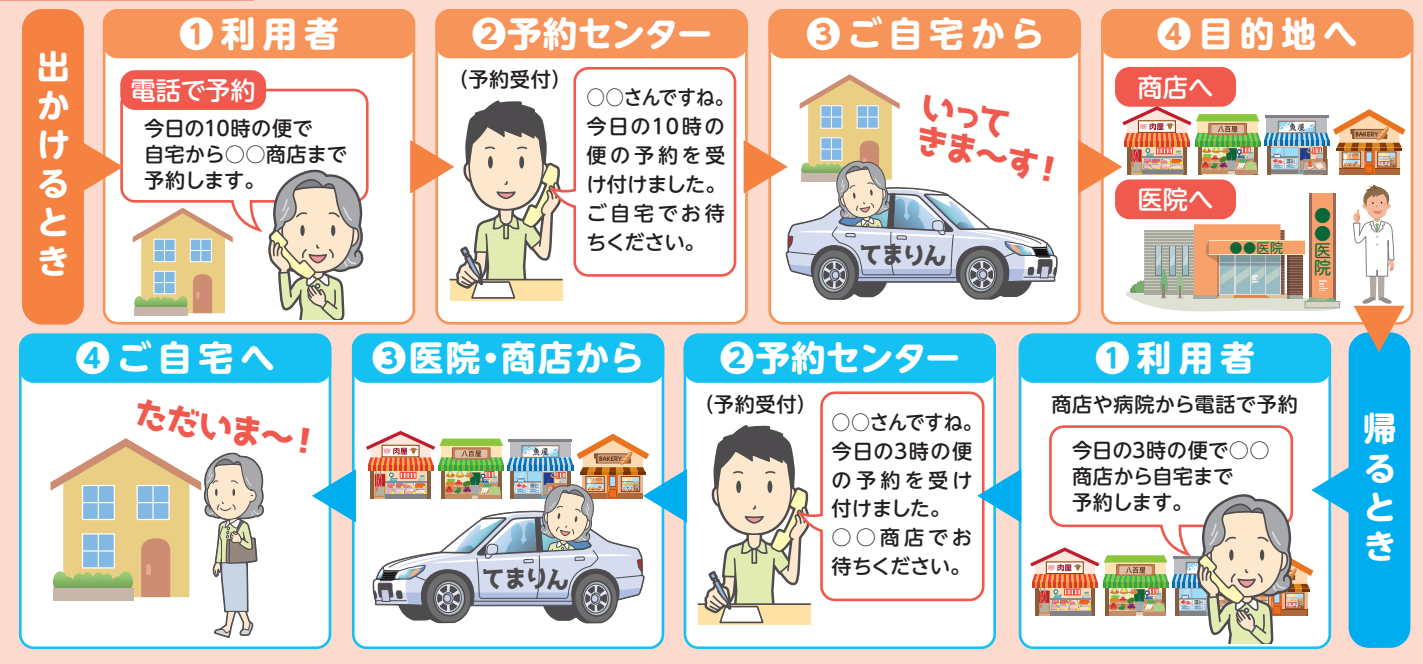 出かけるとき
❶利用者
電話で予約
今日の10時の便で
自宅から○○商店まで
予約します。
❷予約センター
（予約受付）
○○さんですね。
今日の10時の
便の予約を受
け付けました。
ご自宅でお待
ちください。
❸ご自宅から
いって
きま〜す！
てまりん
❹目的地へ
商店へ
肉屋
八百屋
魚屋
BAKERY
医院へ
●●医院
●●医院
帰るとき
❶利用者
商店や病院から電話で予約
今日の3時の便で○○
商店から自宅まで
予約します。
肉屋
八百屋
❷予約センター
（予約受付）
○○さんですね。
今日の3時の便
の予約を受け
付けました。
○○商店でお
待ちください。
❸医院・商店から
肉屋
八百屋
魚屋
BAKERY
てまりん
❹ご自宅へ
ただいま〜！